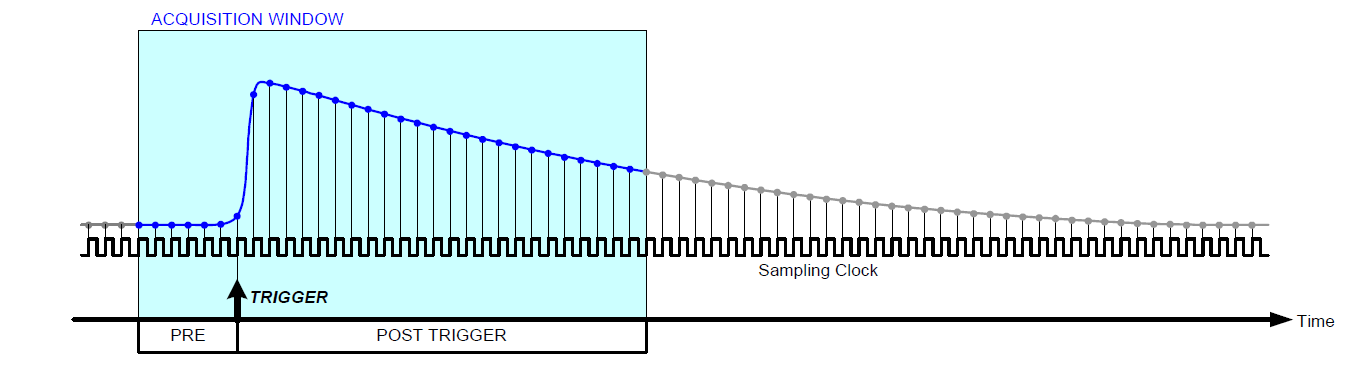 ACQUISITION WINDOW
Sampling Clock
TRIGGER
Time
PRE
POST TRIGGER